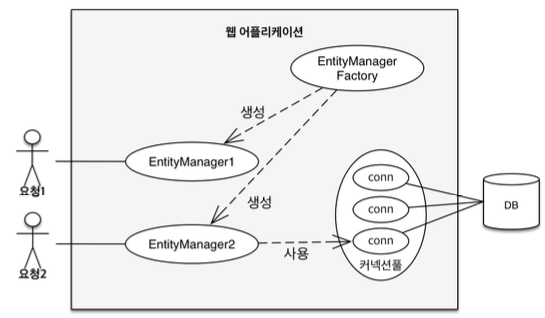 웹 어플리케이션
EntityManager
Factory
생성
EntityManager1
요청1
conn
생성
conn
DB
EntityManager2
사용
conn
커넥션풀
요청2